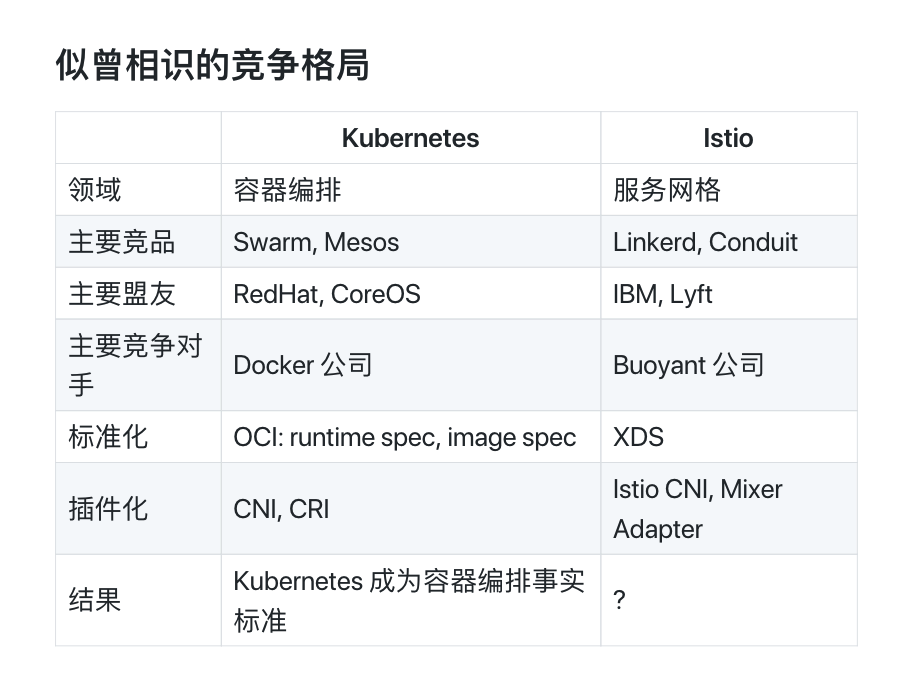 似曾相识的竞争格局
Kubernetes Istio
领域 容器编排 服务网格
主要竞品 Swarm, Mesos Linkerd, Conduit
主要盟友 RedHat, CoreOS IBM, Lyft
主要竞争对
手
Docker 公司 Buoyant 公司
标准化 OCI: runtime spec, image spec XDS
插件化 CNI, CRI
Istio CNI, Mixer
Adapter
结果
Kubernetes 成为容器编排事实
标准
?